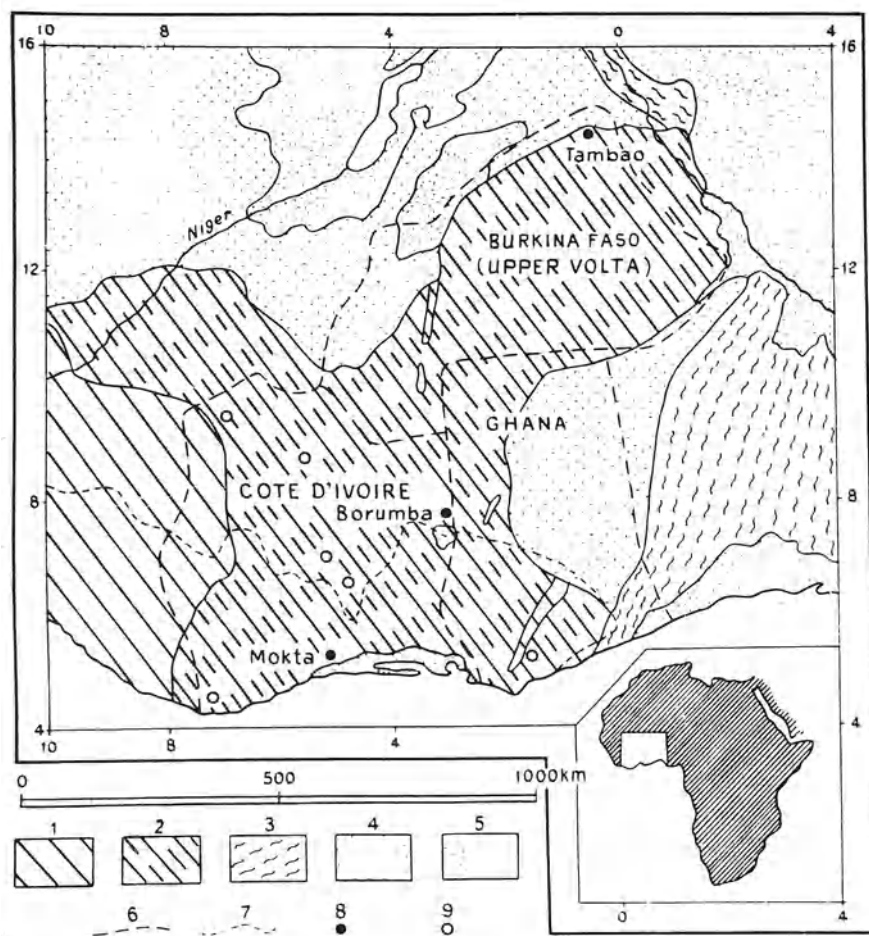 10 8 4 0 4
16 16
Tambao
Niger
BURKINA FASO
(UPPER VOLTA)
12 12
GHANA
8 8
COTE D'IVOIRE
Borumba
Mokta
4 4
10 8 4
0 500 1000km
1 2 3 4 5
6 7 8 9
0 4